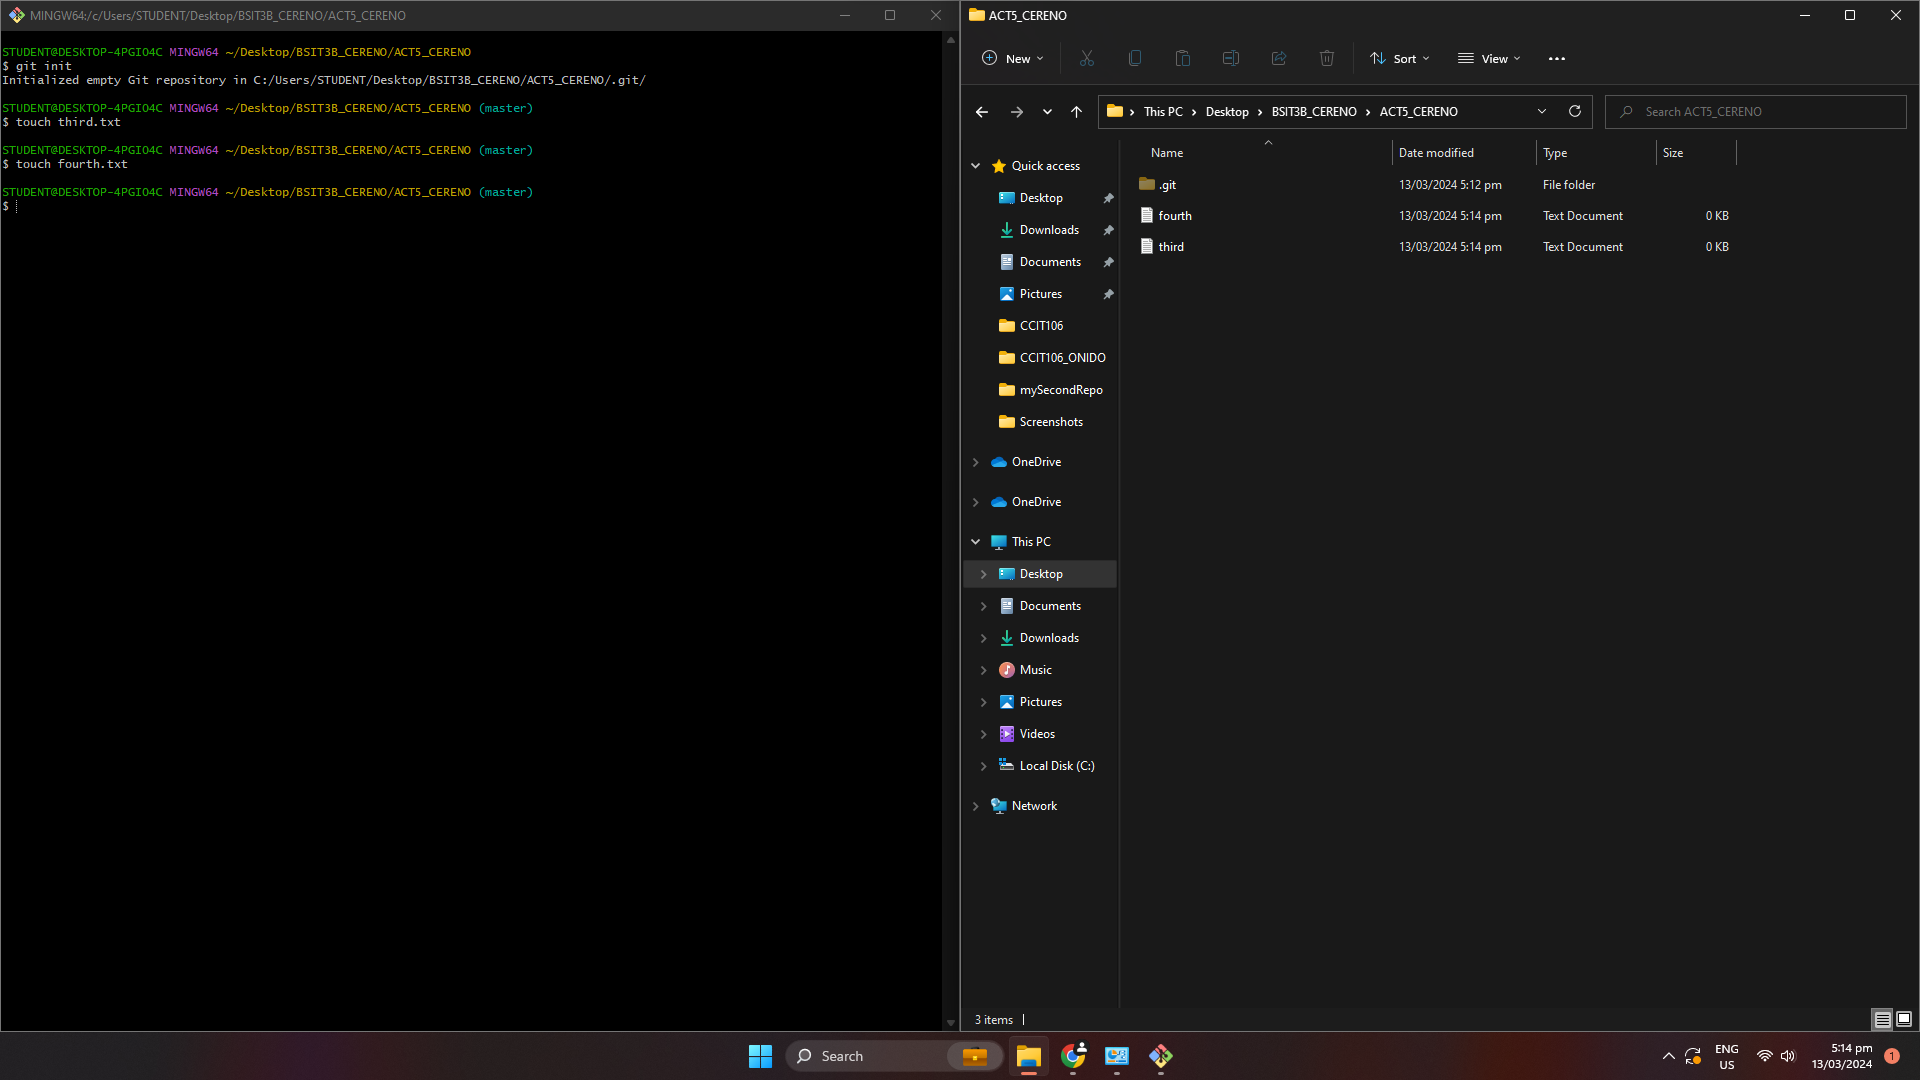 MINGW64:/c/Users/STUDENT/Desktop/BSIT3B_CERENO/ACT5_CERENO
STUDENT@DESKTOP-4PGIO4C MINGW64 ~/Desktop/BSIT3B_CERENO/ACT5_CERENO
$ git init
Initialized empty Git repository in C:/Users/STUDENT/Desktop/BSIT3B_CERENO/ACT5_CERENO/.git/
STUDENT@DESKTOP-4PGIO4C MINGW64 ~/Desktop/BSIT3B_CERENO/ACT5_CERENO (master)
$ touch third.txt
STUDENT@DESKTOP-4PGIO4C MINGW64 ~/Desktop/BSIT3B_CERENO/ACT5_CERENO (master)
$ touch fourth.txt
STUDENT@DESKTOP-4PGIO4C MINGW64 ~/Desktop/BSIT3B_CERENO/ACT5_CERENO (master)
$
ACT5_CERENO
New Sort View
This PC > Desktop > BSIT3B_CERENO > ACT5_CERENO
Search ACT5_CERENO
Quick access
Desktop
Downloads
Documents
Pictures
CCIT106
CCIT106_ONIDO
mySecondRepo
Screenshots
OneDrive
OneDrive
This PC
Desktop
Documents
Downloads
Music
Pictures
Videos
Local Disk (C:)
Network
Name Date modified Type Size
.git 13/03/2024 5:12 pm File folder
fourth 13/03/2024 5:14 pm Text Document 0 KB
third 13/03/2024 5:14 pm Text Document 0 KB
3 items
Search
ENG
US
5:14 pm
13/03/2024
1